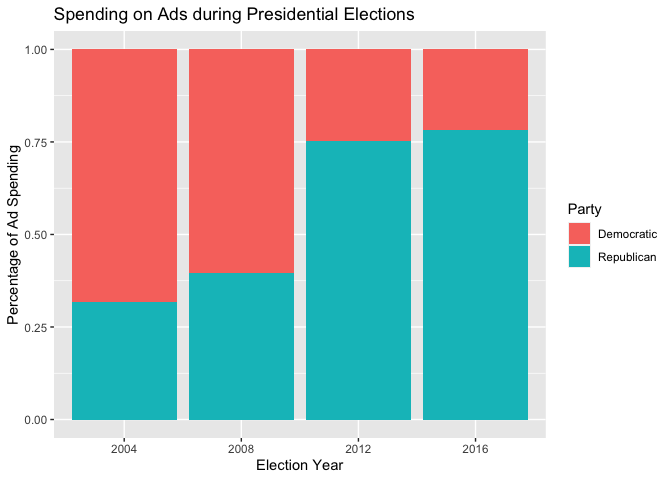 Spending on Ads during Presidential Elections
1.00
0.75
0.50
0.25
0.00
Percentage of Ad Spending
2004 2008 2012 2016
Election Year
Party
Democratic
Republican